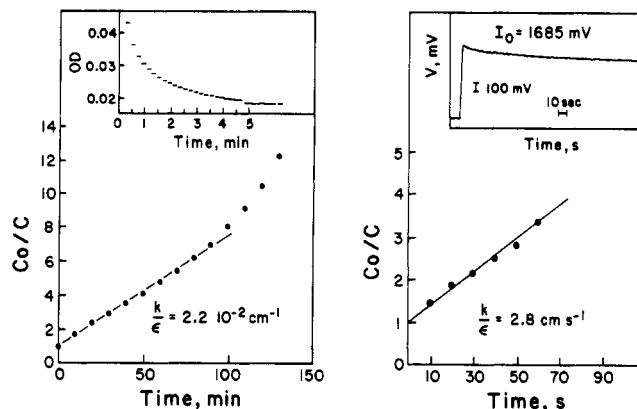 0.04
0.03
0.02
OD
0 1 2 3 4 5
Time, min
14
12
10
8
6
4
2
0
Co/C
k/ε = 2.2 10⁻² cm⁻¹
0 50 100 150
Time, min
I₀ = 1685 mV
V, mV
I 100 mV
10 sec
Time, s
5
4
3
2
1
0
Co/C
k/ε = 2.8 cm s⁻¹
10 30 50 70 90
Time, s